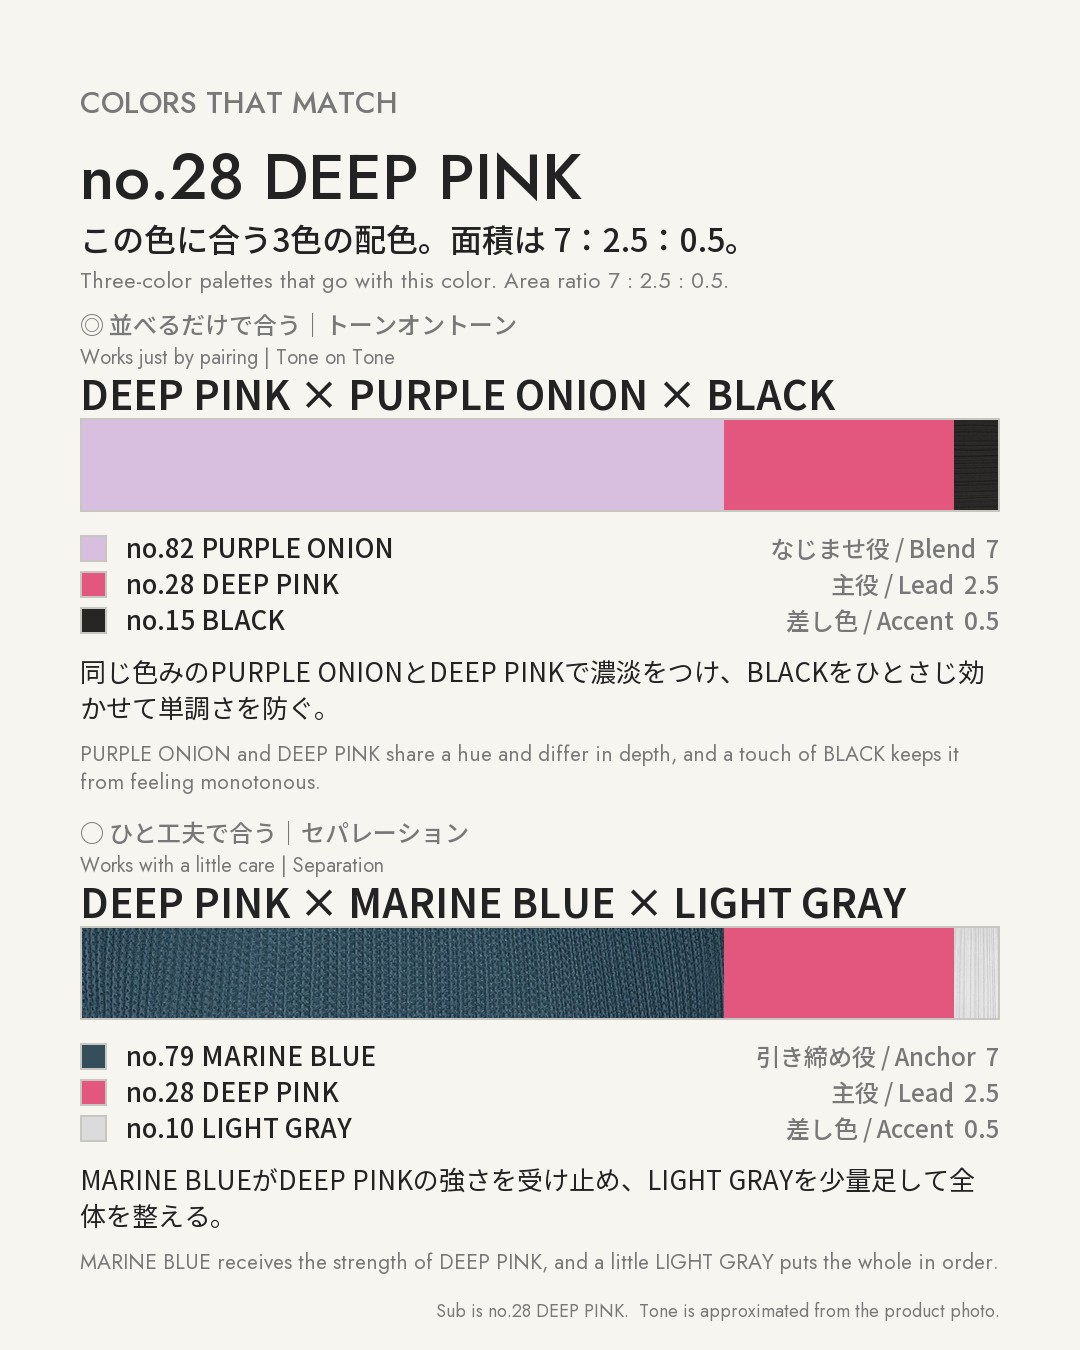 COLORS THAT MATCH
no.28 DEEP PINK
この色に合う3色の配色。面積は 7：2.5：0.5。
Three-color palettes that go with this color. Area ratio 7 : 2.5 : 0.5.
◎ 並べるだけで合う｜トーンオントーン
Works just by pairing | Tone on Tone
DEEP PINK × PURPLE ONION × BLACK
no.82 PURPLE ONION なじませ役 / Blend 7
no.28 DEEP PINK 主役 / Lead 2.5
no.15 BLACK 差し色 / Accent 0.5
同じ色みのPURPLE ONIONとDEEP PINKで濃淡をつけ、BLACKをひとさじ効
かせて単調さを防ぐ。
PURPLE ONION and DEEP PINK share a hue and differ in depth, and a touch of BLACK keeps it
from feeling monotonous.
○ ひと工夫で合う｜セパレーション
Works with a little care | Separation
DEEP PINK × MARINE BLUE × LIGHT GRAY
no.79 MARINE BLUE 引き締め役 / Anchor 7
no.28 DEEP PINK 主役 / Lead 2.5
no.10 LIGHT GRAY 差し色 / Accent 0.5
MARINE BLUEがDEEP PINKの強さを受け止め、LIGHT GRAYを少量足して全
体を整える。
MARINE BLUE receives the strength of DEEP PINK, and a little LIGHT GRAY puts the whole in order.
Sub is no.28 DEEP PINK. Tone is approximated from the product photo.